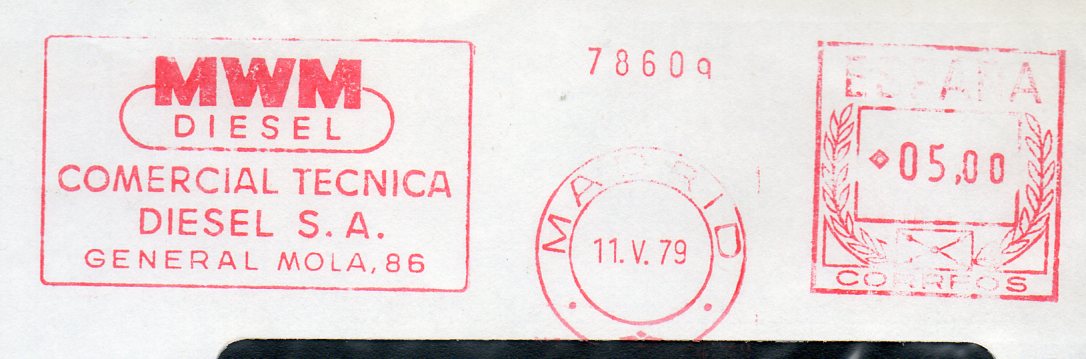 MWM
DIESEL
COMERCIAL TECNICA
DIESEL S. A.
GENERAL MOLA, 86
78609
MADRID
11. V. 79
ESPAÑA
05,00
CORREOS